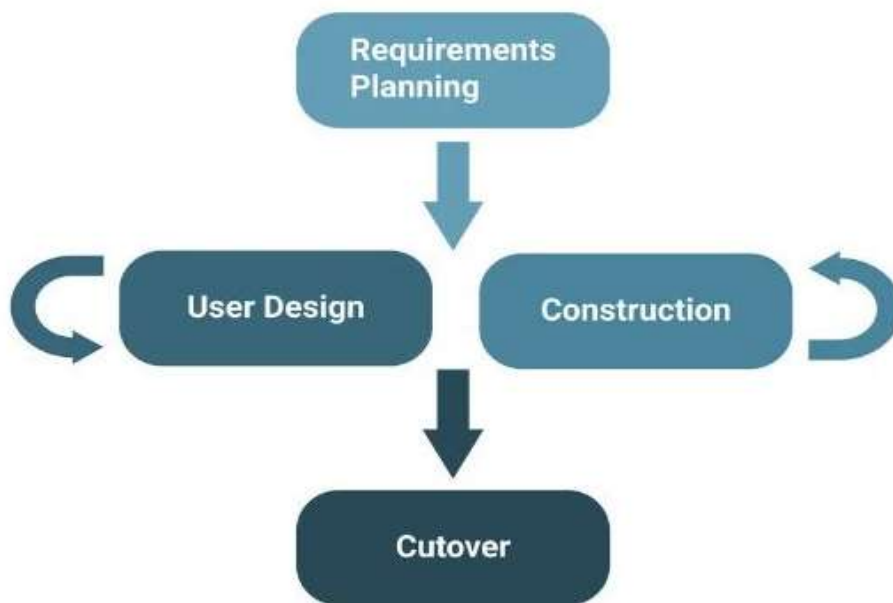 Requirements
Planning
User Design
Construction
Cutover